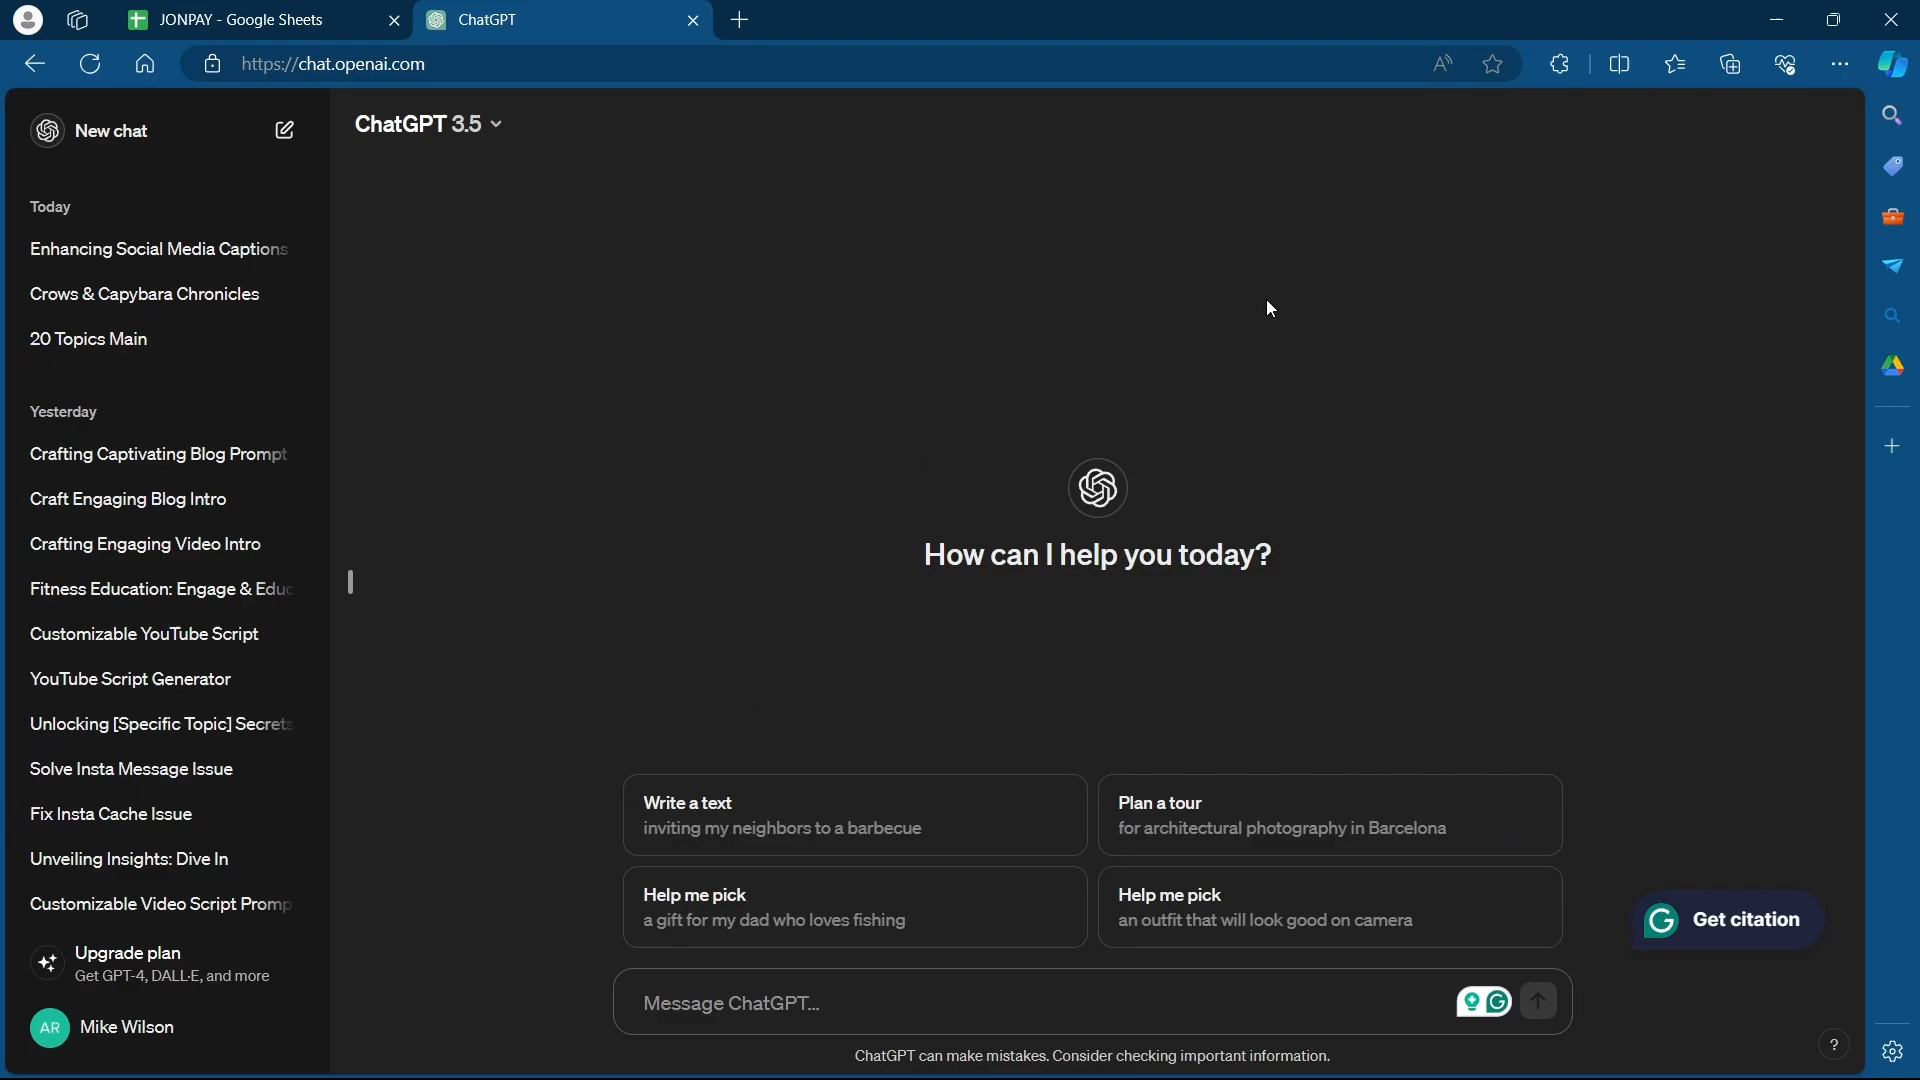 JONPAY - Google Sheets
ChatGPT
https://chat.openai.com
New chat
ChatGPT 3.5
Today
Enhancing Social Media Captions
Crows & Capybara Chronicles
20 Topics Main
Yesterday
Crafting Captivating Blog Prompt
Craft Engaging Blog Intro
Crafting Engaging Video Intro
Fitness Education: Engage & Educ
Customizable YouTube Script
YouTube Script Generator
Unlocking [Specific Topic] Secrets
Solve Insta Message Issue
Fix Insta Cache Issue
Unveiling Insights: Dive In
Customizable Video Script Promp
Upgrade plan
Get GPT-4, DALL·E, and more
AR
Mike Wilson
How can I help you today?
Write a text
inviting my neighbors to a barbecue
Plan a tour
for architectural photography in Barcelona
Help me pick
a gift for my dad who loves fishing
Help me pick
an outfit that will look good on camera
Get citation
Message ChatGPT...
ChatGPT can make mistakes. Consider checking important information.
?